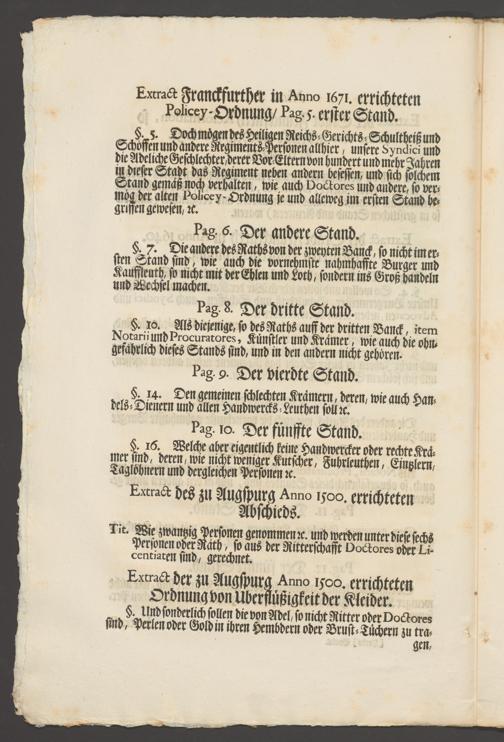 Extract Franckfurther in Anno 1671. errichteten
Policey-Ordnung/ Pag. 5. erster Stand.
§. 5. Doch mögen des Heiligen Reichs-Gerichts-Schultheiß und
Schöffen und andere Regiments-Personen allhier, unsere Syndici und
die Adeliche Geschlechter, derer Vor-Eltern von hundert und mehr Jahren
in dieser Stadt das Regiment neben andern besessen, und sich solchem
Stand gemäß noch verhalten, wie auch Doctores und andere, so ver-
mög der alten Policey-Ordnung je und alleweg im ersten Stand be-
griffen gewesen, ꝛc.
Pag. 6. Der andere Stand.
§. 7. Die andere des Raths von der zweyten Banck, so nicht im er-
sten Stand sind, wie auch die vornehmste nahmhaffte Burger und
Kauffleuth, so nicht mit der Ehlen und Loth, sondern ins Groß handeln
und Wechsel machen.
Pag. 8. Der dritte Stand.
§. 10. Als diejenige, so des Raths auff der dritten Banck, item
Notarii und Procuratores, Künstler und Krämer, wie auch die ohn-
gefährlich dieses Stands sind, und in den andern nicht gehören.
Pag. 9. Der vierdte Stand.
§. 14. Den gemeinen schlechten Krämern, deren, wie auch Han-
dels-Dienern und allen Handwercks-Leuthen soll ꝛc.
Pag. 10. Der fünffte Stand.
§. 16. Welche aber eigentlich keine Handwercker oder rechte Krä-
mer sind, deren, wie nicht weniger Kutscher, Fuhrleuthen, Einzlern,
Taglöhnern und dergleichen Personen ꝛc.
Extract des zu Augspurg Anno 1500. errichteten
Abschieds.
Tit. Wie zwantzig Personen genommen ꝛc. und werden unter diese sechs
Personen oder Räth, so aus der Ritterschafft Doctores oder Li-
centiaten sind, gerechnet.
Extract der zu Augspurg Anno 1500. errichteten
Ordnung von Uberflüßigkeit der Kleider.
§. Und sonderlich sollen die von Adel, so nicht Ritter oder Doctores
sind, Perlen oder Gold in ihren Hembdern oder Brust-Tüchern zu tra-
gen,